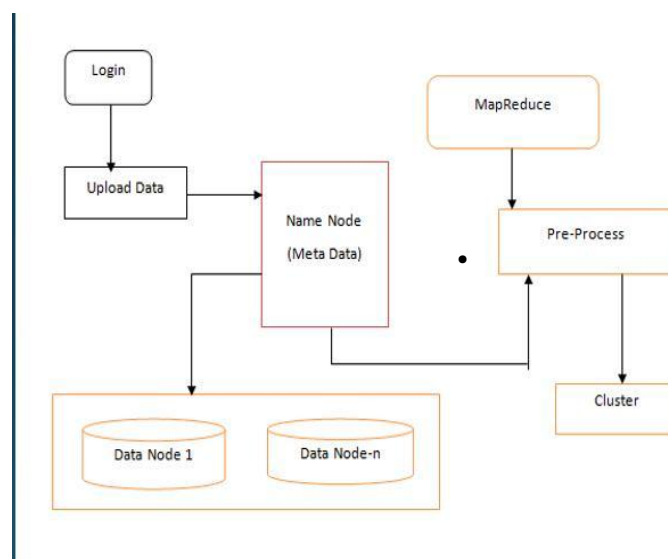 Login
MapReduce
Upload Data
Name Node
(Meta Data)
Pre-Process
Cluster
Data Node 1
Data Node-n